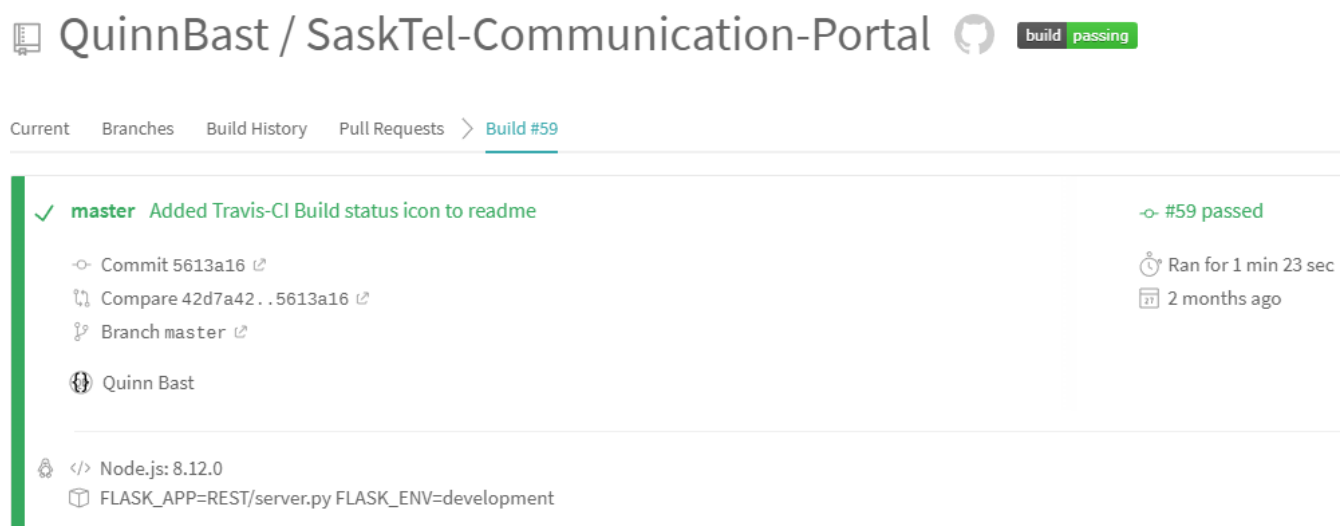 QuinnBast / SaskTel-Communication-Portal build passing
Current Branches Build History Pull Requests Build #59
master Added Travis-CI Build status icon to readme
#59 passed
Commit 5613a16
Ran for 1 min 23 sec
Compare 42d7a42..5613a16
2 months ago
Branch master
Quinn Bast
</> Node.js: 8.12.0
FLASK_APP=REST/server.py FLASK_ENV=development